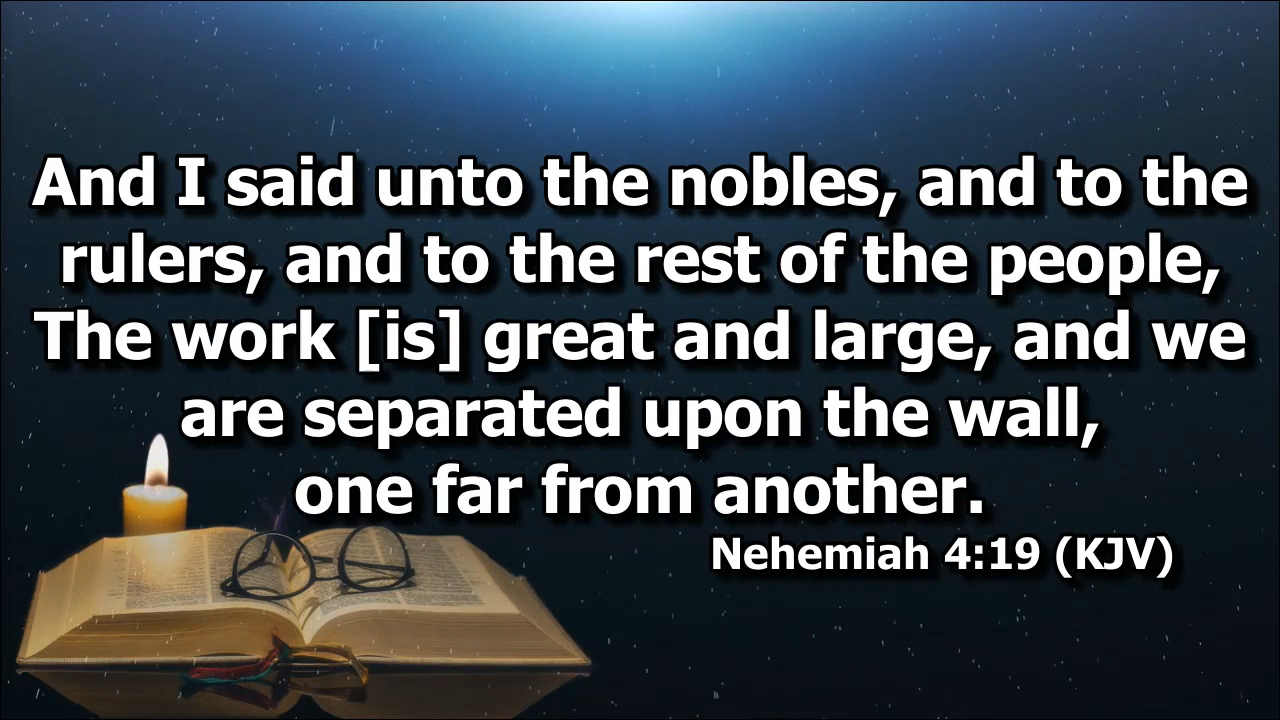 And I said unto the nobles, and to the
rulers, and to the rest of the people,
The work [is] great and large, and we
are separated upon the wall,
one far from another.
Nehemiah 4:19 (KJV)